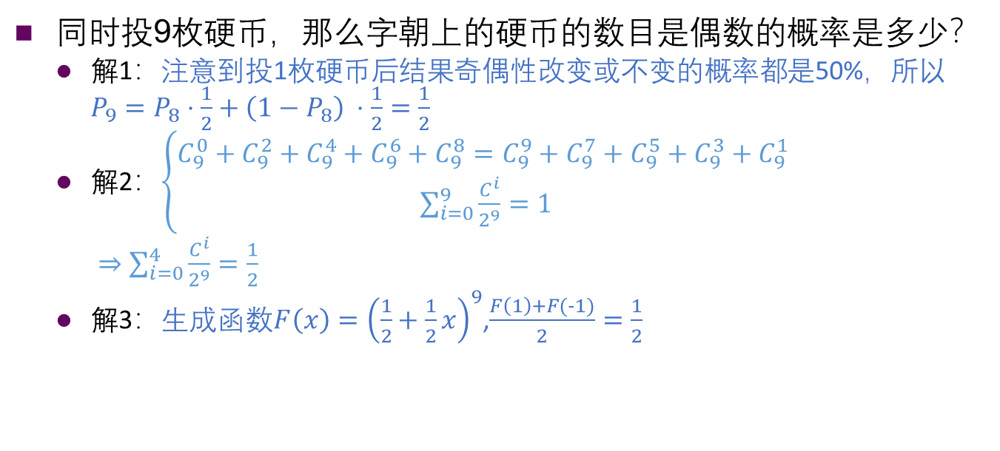 ■ 同时投9枚硬币，那么字朝上的硬币的数目是偶数的概率是多少？
● 解1：注意到投1枚硬币后结果奇偶性改变或不变的概率都是50%，所以
$P_9 = P_8 \cdot \frac{1}{2} + (1 - P_8) \cdot \frac{1}{2} = \frac{1}{2}$
● 解2：$\begin{cases} C_9^0 + C_9^2 + C_9^4 + C_9^6 + C_9^8 = C_9^9 + C_9^7 + C_9^5 + C_9^3 + C_9^1 \\ \sum_{i=0}^{9} \frac{C^i}{2^9} = 1 \end{cases}$
$\Rightarrow \sum_{i=0}^{4} \frac{C^i}{2^9} = \frac{1}{2}$
● 解3：生成函数$F(x) = \left(\frac{1}{2} + \frac{1}{2}x\right)^9, \frac{F(1)+F(-1)}{2} = \frac{1}{2}$